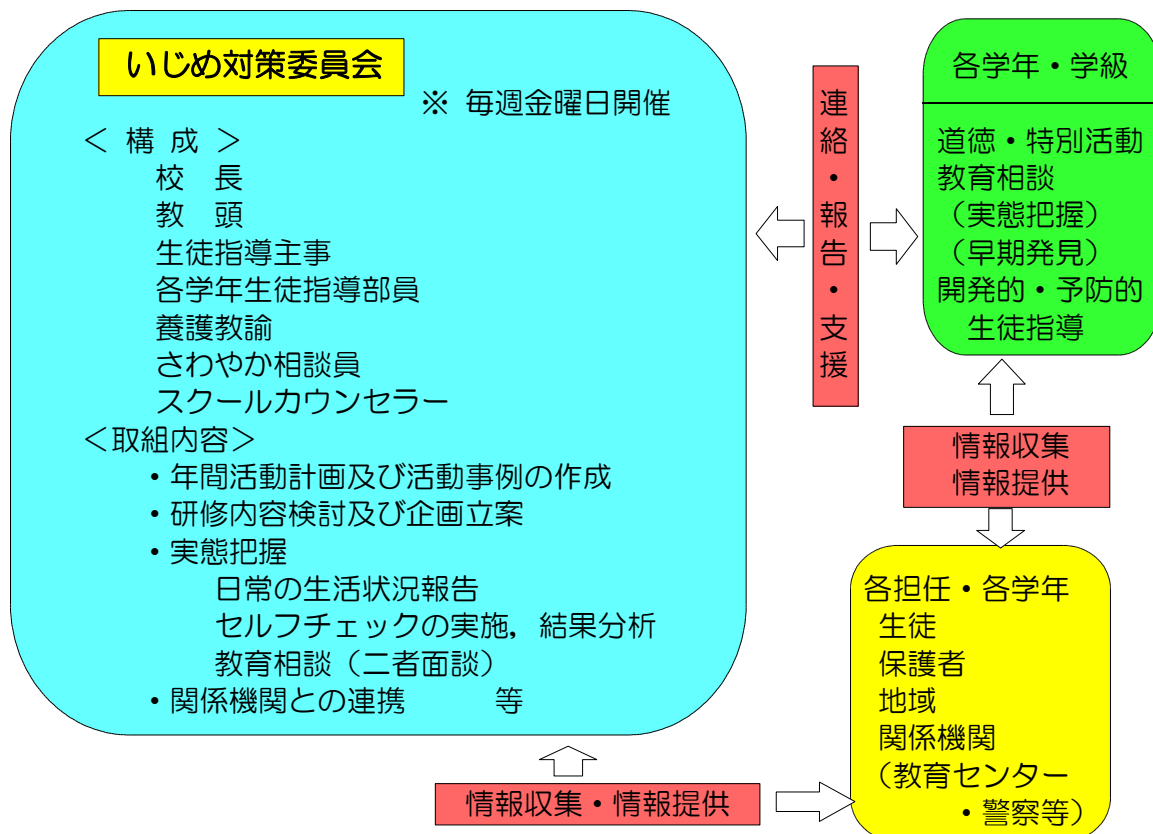 いじめ対策委員会
※ 毎週金曜日開催
＜ 構 成 ＞
校 長
教 頭
生徒指導主事
各学年生徒指導部員
養護教諭
さわやか相談員
スクールカウンセラー
＜取組内容＞
・年間活動計画及び活動事例の作成
・研修内容検討及び企画立案
・実態把握
日常の生活状況報告
セルフチェックの実施，結果分析
教育相談（二者面談）
・関係機関との連携 等
連絡・報告・支援
各学年・学級
道徳・特別活動
教育相談
（実態把握）
（早期発見）
開発的・予防的
生徒指導
情報収集
情報提供
各担任・各学年
生徒
保護者
地域
関係機関
（教育センター
・警察等）
情報収集・情報提供